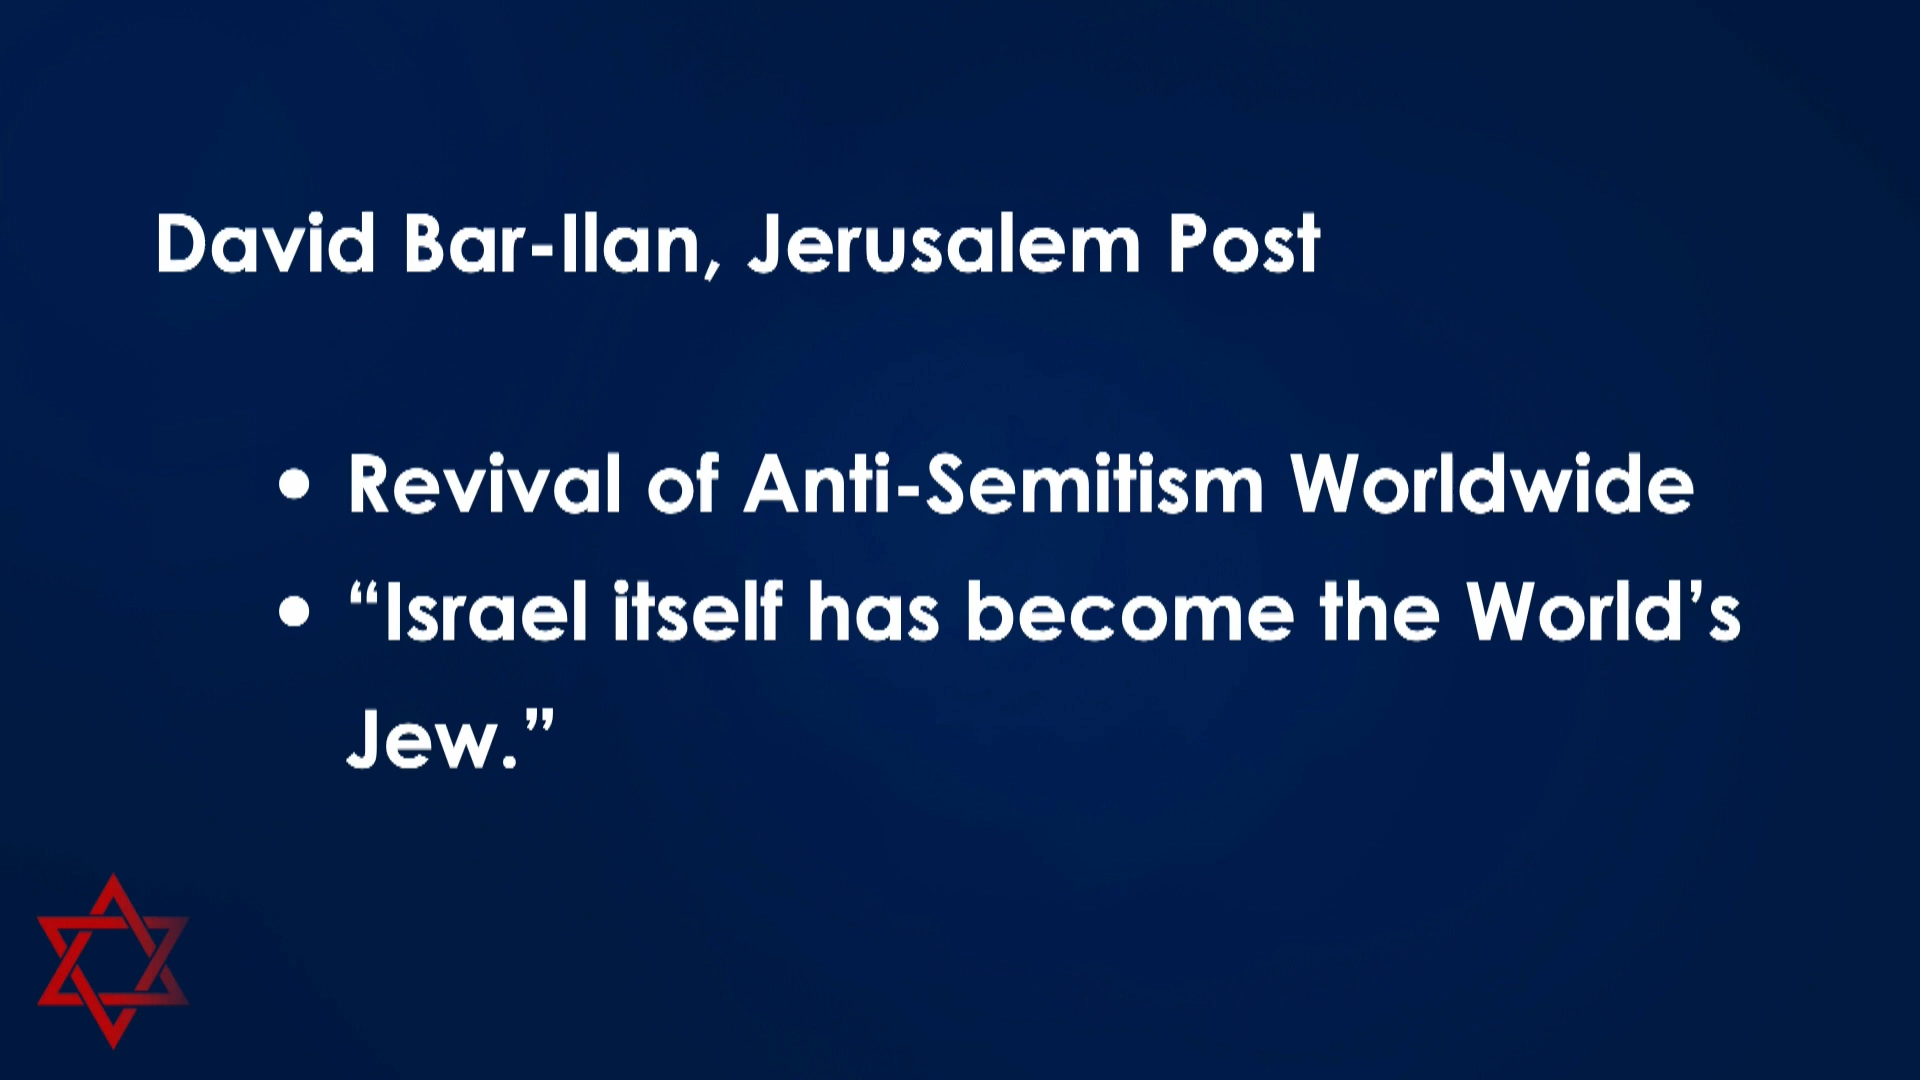 David Bar-Ilan, Jerusalem Post
• Revival of Anti-Semitism Worldwide
• “Israel itself has become the World’s
Jew.”